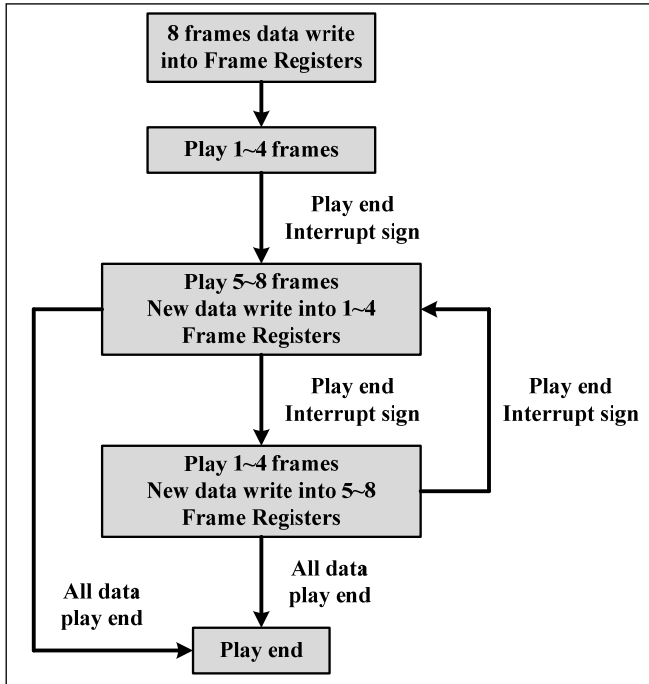 8 frames data write
into Frame Registers
Play 1~4 frames
Play end
Interrupt sign
Play 5~8 frames
New data write into 1~4
Frame Registers
Play end
Interrupt sign
Play end
Interrupt sign
Play 1~4 frames
New data write into 5~8
Frame Registers
All data
play end
All data
play end
Play end